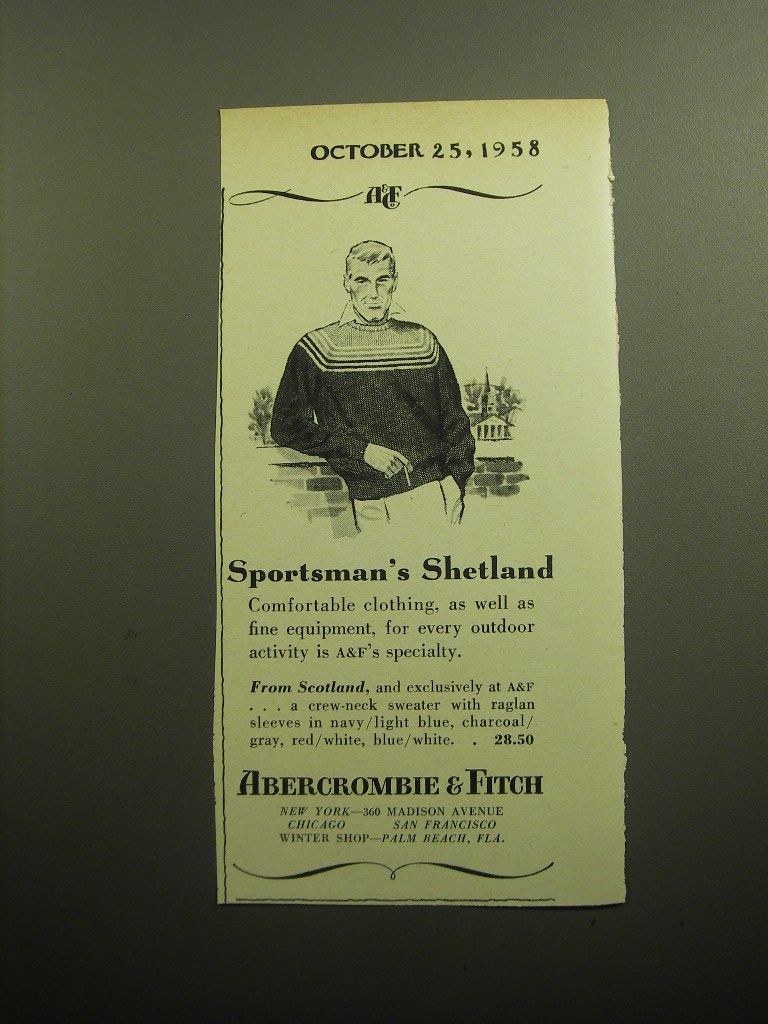 OCTOBER 25, 1958
A&F Co
Sportsman's Shetland
Comfortable clothing, as well as
fine equipment, for every outdoor
activity is A&F's specialty.
From Scotland, and exclusively at A&F
. . . a crew-neck sweater with raglan
sleeves in navy/light blue, charcoal/
gray, red/white, blue/white. . 28.50
ABERCROMBIE & FITCH
NEW YORK—360 MADISON AVENUE
CHICAGO SAN FRANCISCO
WINTER SHOP—PALM BEACH, FLA.